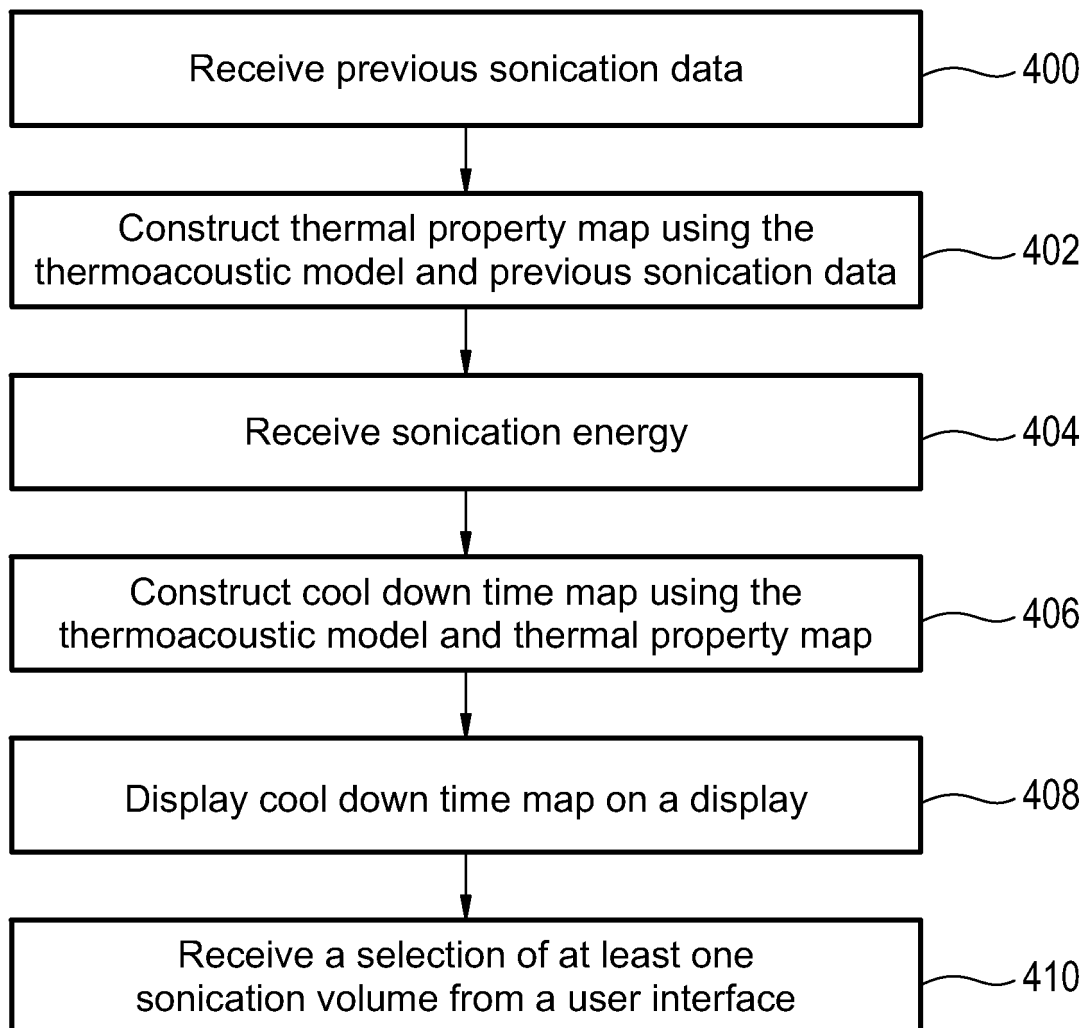 Receive previous sonication data
400
Construct thermal property map using the
thermoacoustic model and previous sonication data
402
Receive sonication energy
404
Construct cool down time map using the
thermoacoustic model and thermal property map
406
Display cool down time map on a display
408
Receive a selection of at least one
sonication volume from a user interface
410